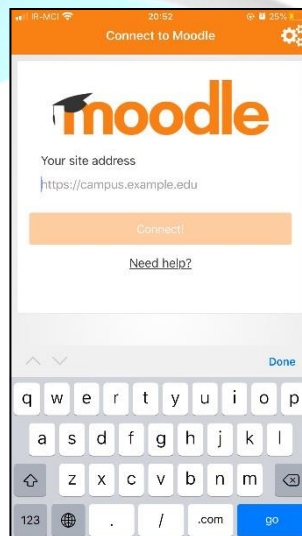 IR-MCI 20:52 25%
Connect to Moodle
moodle
Your site address
https://campus.example.edu
Connect!
Need help?
Done
q w e r t y u i o p
a s d f g h j k l
z x c v b n m
123 . / .com go